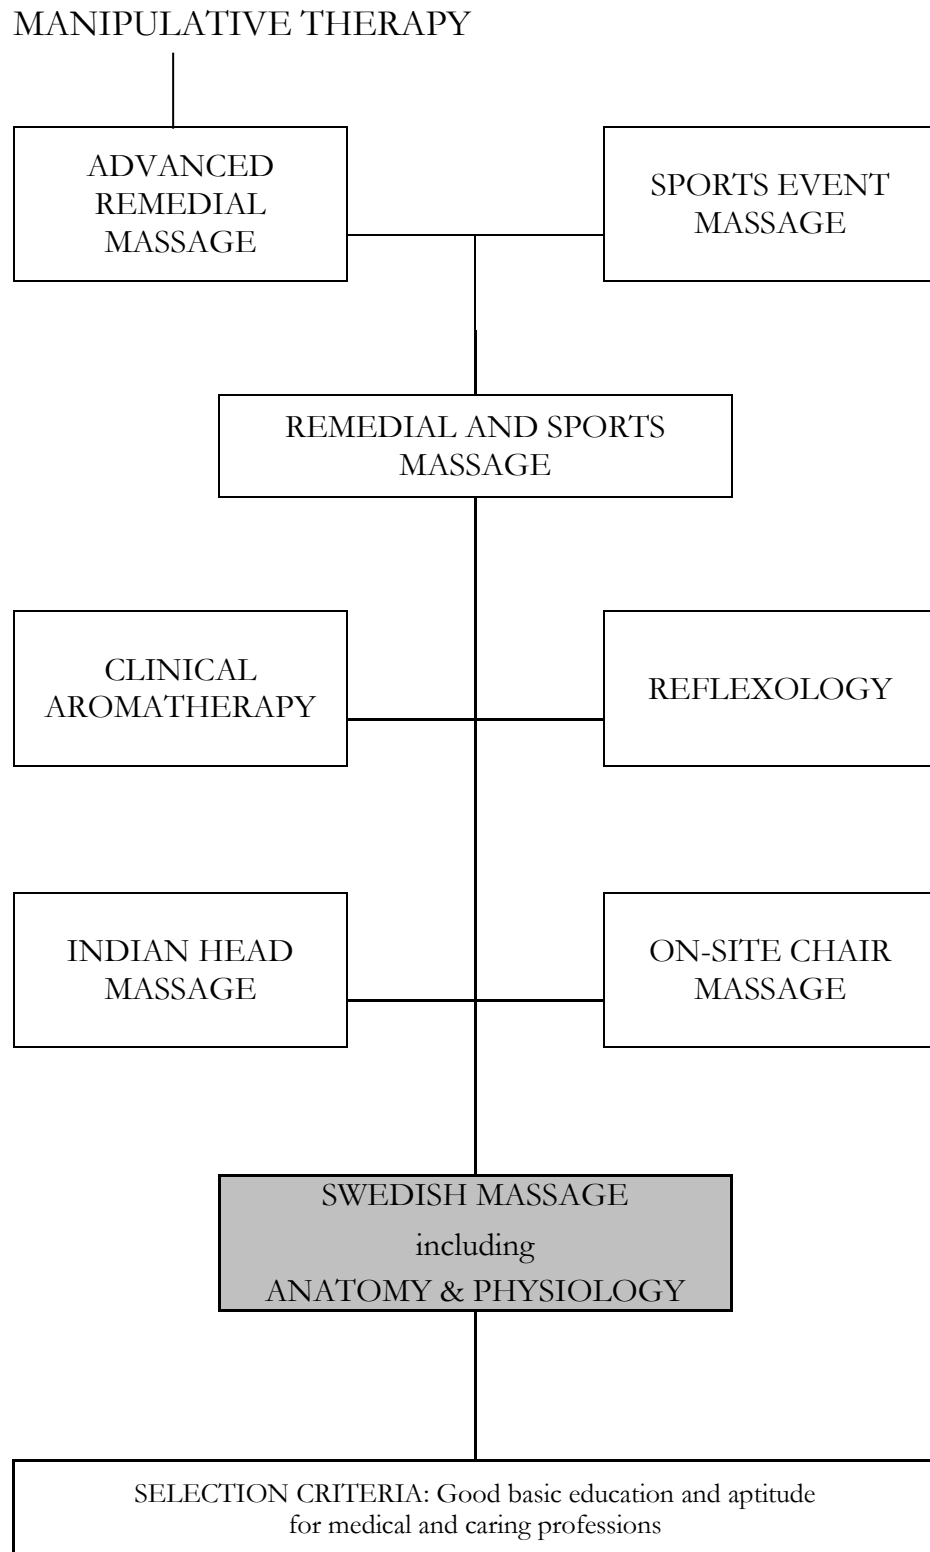 MANIPULATIVE THERAPY
ADVANCED
REMEDIAL
MASSAGE
SPORTS EVENT
MASSAGE
REMEDIAL AND SPORTS
MASSAGE
CLINICAL
AROMATHERAPY
REFLEXOLOGY
INDIAN HEAD
MASSAGE
ON-SITE CHAIR
MASSAGE
SWEDISH MASSAGE
including
ANATOMY & PHYSIOLOGY
SELECTION CRITERIA: Good basic education and aptitude
for medical and caring professions